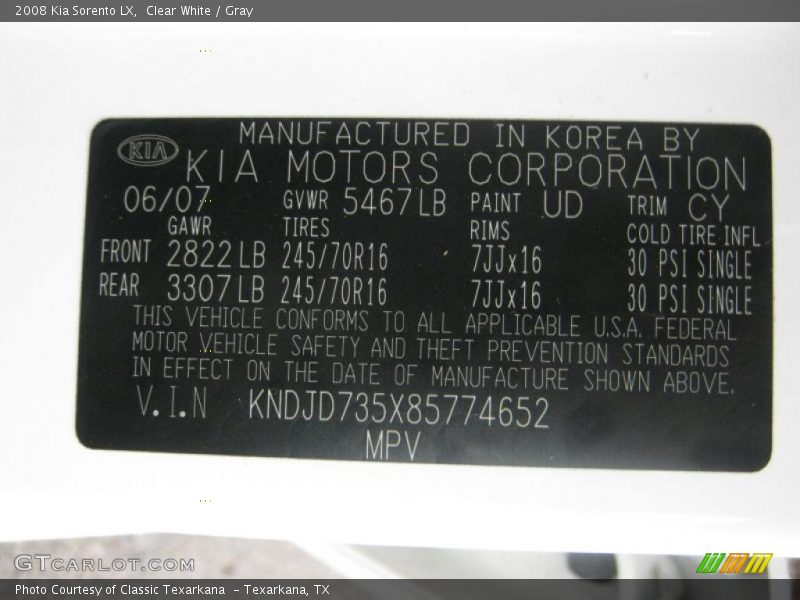 2008 Kia Sorento LX,  Clear White / Gray
MANUFACTURED IN KOREA BY
KIA KIA MOTORS CORPORATION
06/07 GVWR 5467LB PAINT UD TRIM CY
GAWR TIRES RIMS COLD TIRE INFL
FRONT 2822LB 245/70R16 7JJx16 30 PSI SINGLE
REAR 3307LB 245/70R16 7JJx16 30 PSI SINGLE
THIS VEHICLE CONFORMS TO ALL APPLICABLE U.S.A. FEDERAL
MOTOR VEHICLE SAFETY AND THEFT PREVENTION STANDARDS
IN EFFECT ON THE DATE OF MANUFACTURE SHOWN ABOVE.
V.I.N KNDJD735X85774652
MPV
GTCARLOT.COM
Photo Courtesy of Classic Texarkana  - Texarkana, TX